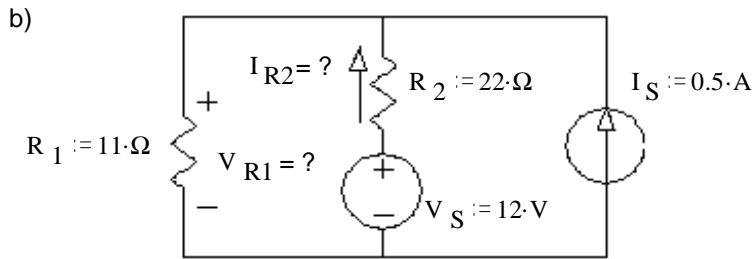 b)
I R2 = ?
R 2 := 22·Ω
I S := 0.5·A
+
R 1 := 11·Ω
V R1 = ?
+
−
−
V S := 12·V